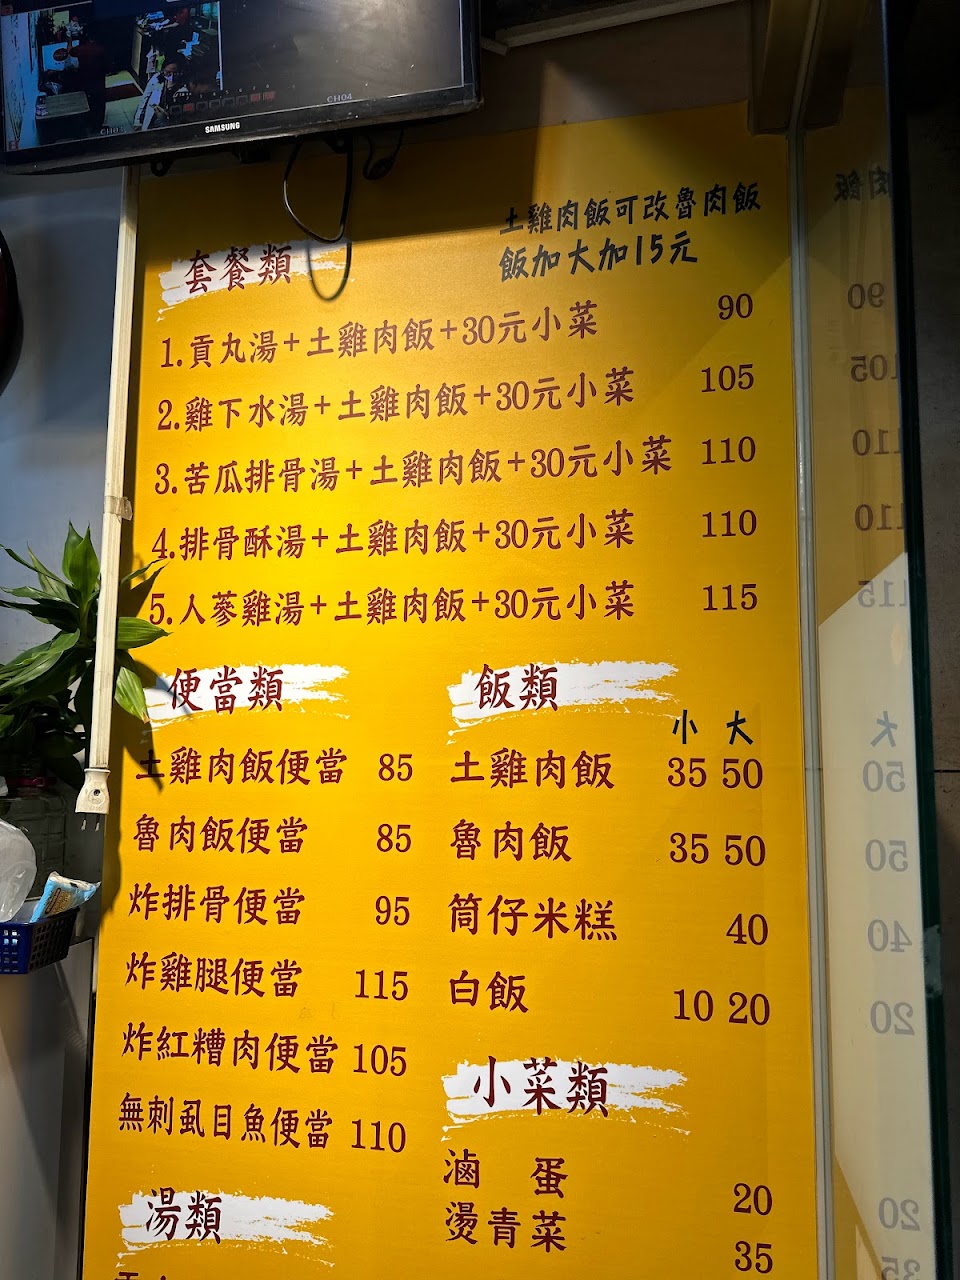 CH03
CH04
SAMSUNG
土雞肉飯可改魯肉飯
飯加大加15元
套餐類
1.貢丸湯+土雞肉飯+30元小菜 90
2.雞下水湯+土雞肉飯+30元小菜 105
3.苦瓜排骨湯+土雞肉飯+30元小菜 110
4.排骨酥湯+土雞肉飯+30元小菜 110
5.人蔘雞湯+土雞肉飯+30元小菜 115
便當類
土雞肉飯便當 85
魯肉飯便當 85
炸排骨便當 95
炸雞腿便當 115
炸紅糟肉便當 105
無刺虱目魚便當 110
湯類
飯類
小 大
土雞肉飯 35 50
魯肉飯 35 50
筒仔米糕 40
白飯 10 20
小菜類
滷 蛋 20
燙青菜 35